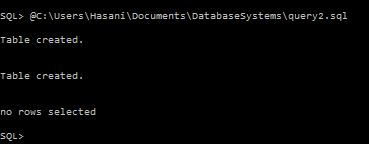 SQL> @C:\Users\Hasani\Documents\DatabaseSystems\query2.sql
Table created.
Table created.
no rows selected
SQL>